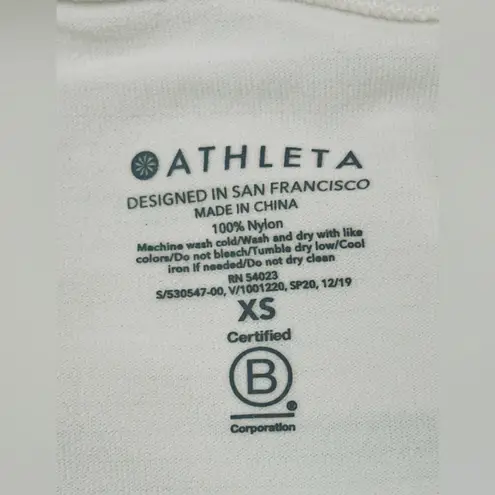 ATHLETA
DESIGNED IN SAN FRANCISCO
MADE IN CHINA
100% Nylon
Machine wash cold/Wash and dry with like
colors/Do not bleach/Tumble dry low/Cool
iron if needed/Do not dry clean
RN 54023
S/530547-00, V/1001220, SP20, 12/19
XS
Certified
B
Corporation